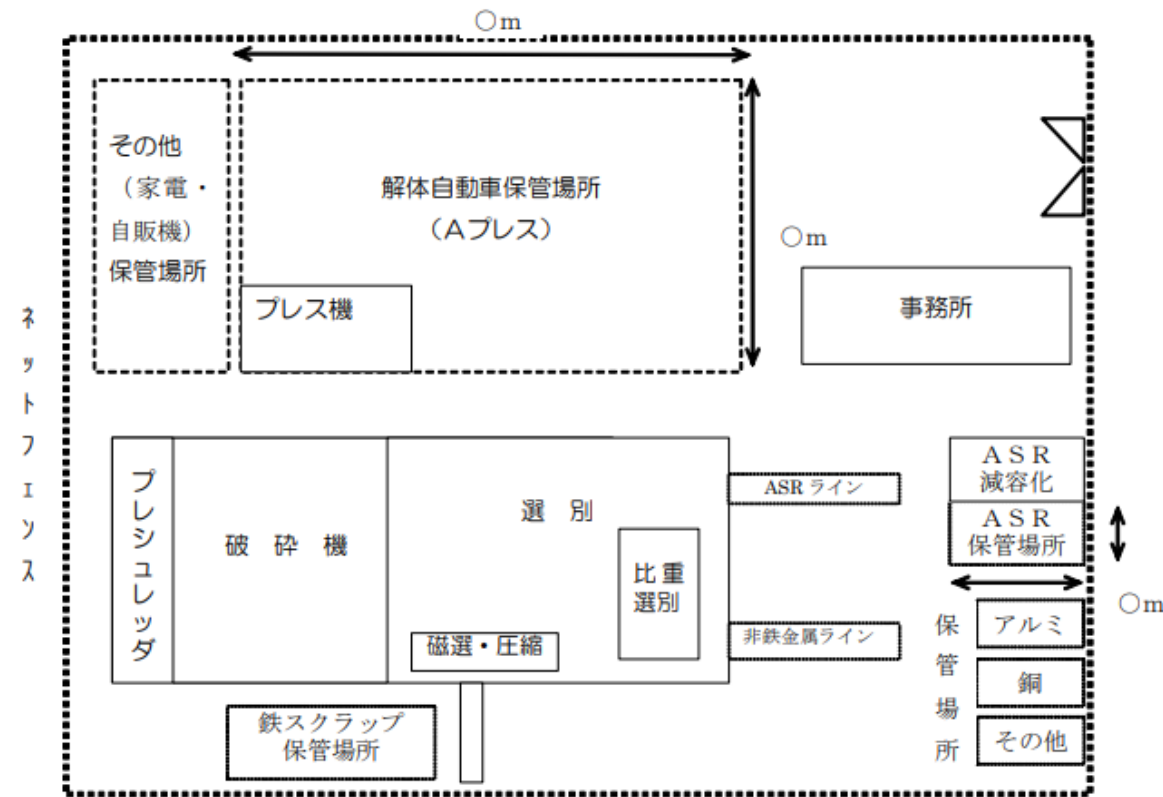 ○m
その他
（家電・
自販機）
保管場所
解体自動車保管場所
（Aプレス）
○m
プレス機
事務所
ネットフェンス
プレシュレッダ
破砕機
選別
比重
選別
磁選・圧縮
ASRライン
非鉄金属ライン
ASR
減容化
ASR
保管場所
○m
保管場所
アルミ
銅
その他
鉄スクラップ
保管場所